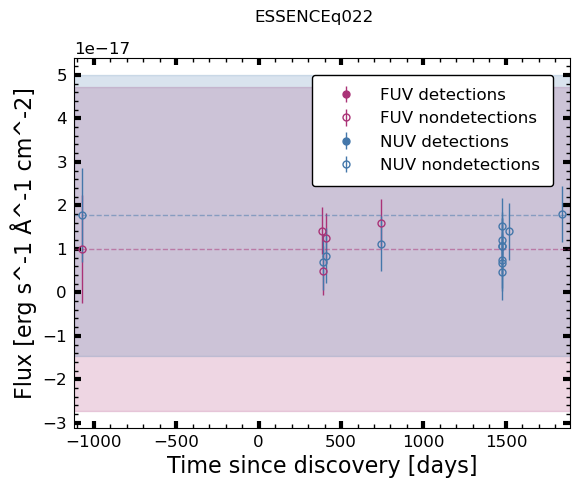 ESSENCEq022
1e−17
FUV detections
FUV nondetections
NUV detections
NUV nondetections
5
4
3
2
1
0
−1
−2
−3
Flux [erg s^-1 Å^-1 cm^-2]
−1000 −500 0 500 1000 1500
Time since discovery [days]